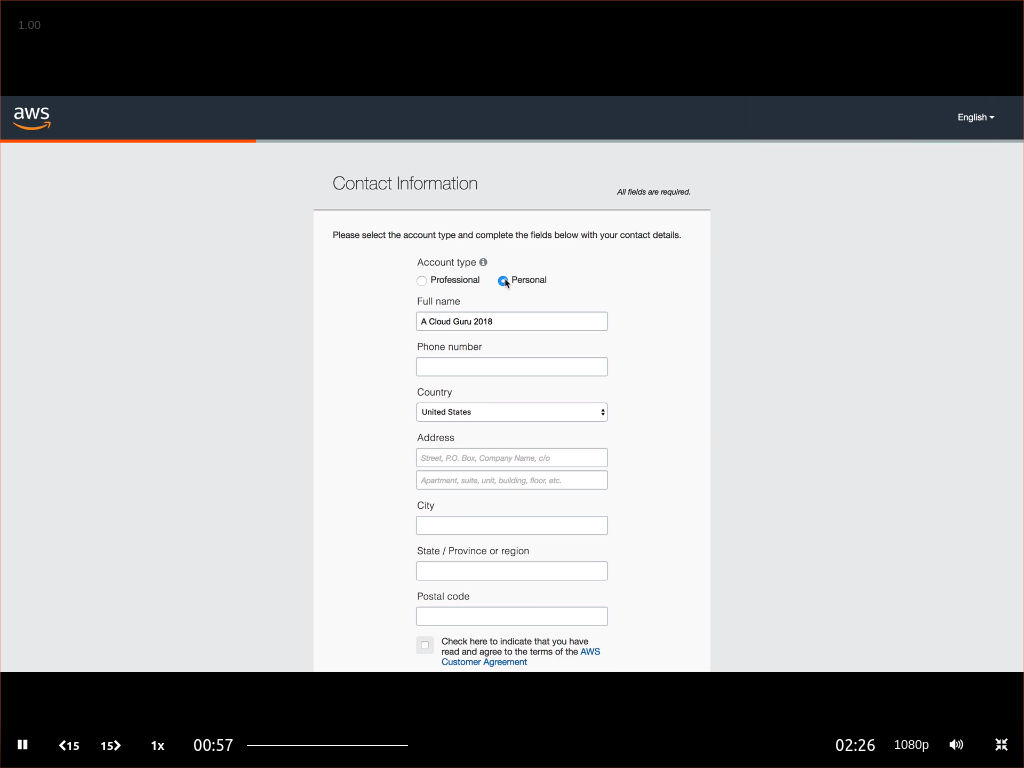 1.00
aws
English
Contact Information
All fields are required.
Please select the account type and complete the fields below with your contact details.
Account type
Professional Personal
Full name
A Cloud Guru 2018
Phone number
Country
United States
Address
Street, P.O. Box, Company Name, c/o
Apartment, suite, unit, building, floor, etc.
City
State / Province or region
Postal code
Check here to indicate that you have
read and agree to the terms of the AWS
Customer Agreement
15 15 1x 00:57 02:26 1080p